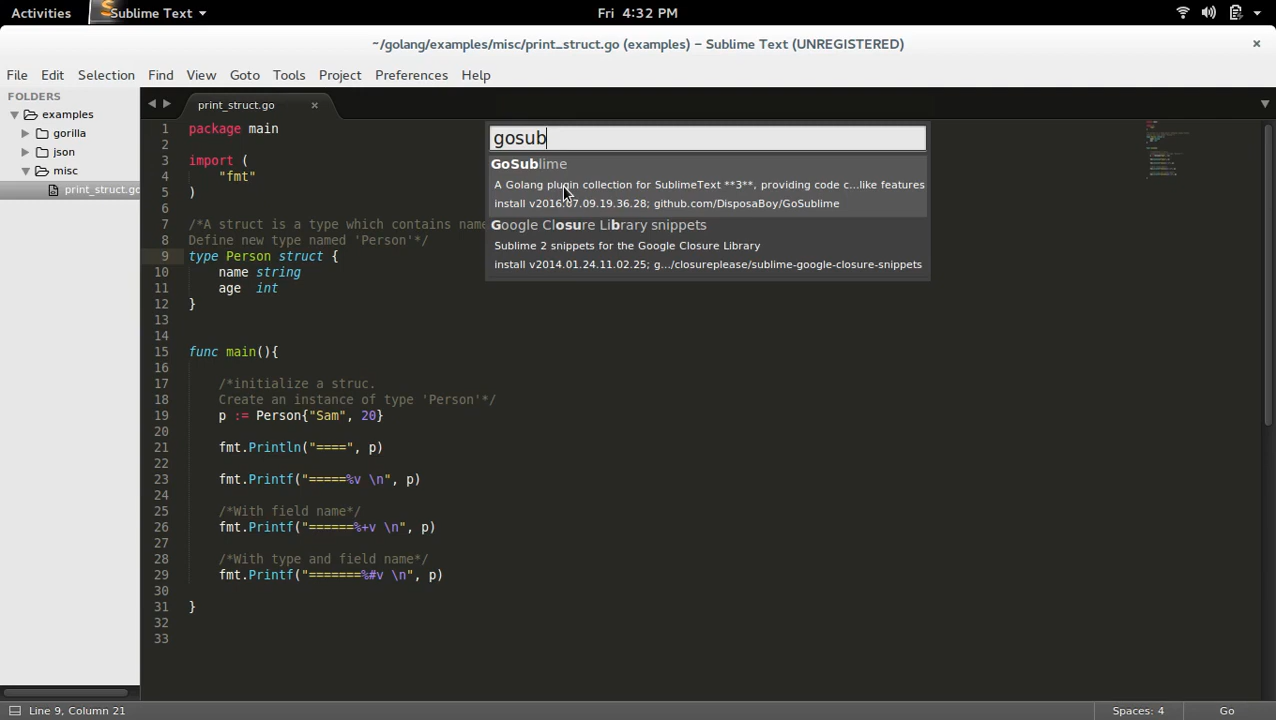 Activities Sublime Text Fri 4:32 PM
~/golang/examples/misc/print_struct.go (examples) – Sublime Text (UNREGISTERED) ×
File Edit Selection Find View Goto Tools Project Preferences Help
FOLDERS
examples
gorilla
json
misc
print_struct.go
print_struct.go ×
1 package main
2
3 import (
4 "fmt"
5 )
6
7 /*A struct is a type which contains name
8 Define new type named 'Person'*/
9 type Person struct {
10 name string
11 age int
12 }
13
14
15 func main(){
16
17 /*initialize a struc.
18 Create an instance of type 'Person'*/
19 p := Person{"Sam", 20}
20
21 fmt.Println("====", p)
22
23 fmt.Printf("=====%v \n", p)
24
25 /*With field name*/
26 fmt.Printf("======%+v \n", p)
27
28 /*With type and field name*/
29 fmt.Printf("=======%#v \n", p)
30
31 }
32
33
gosub
GoSublime
A Golang plugin collection for SublimeText **3**, providing code c...like features
install v2016.07.09.19.36.28; github.com/DisposaBoy/GoSublime
Google Closure Library snippets
Sublime 2 snippets for the Google Closure Library
install v2014.01.24.11.02.25; g.../closureplease/sublime-google-closure-snippets
Line 9, Column 21 Spaces: 4 Go